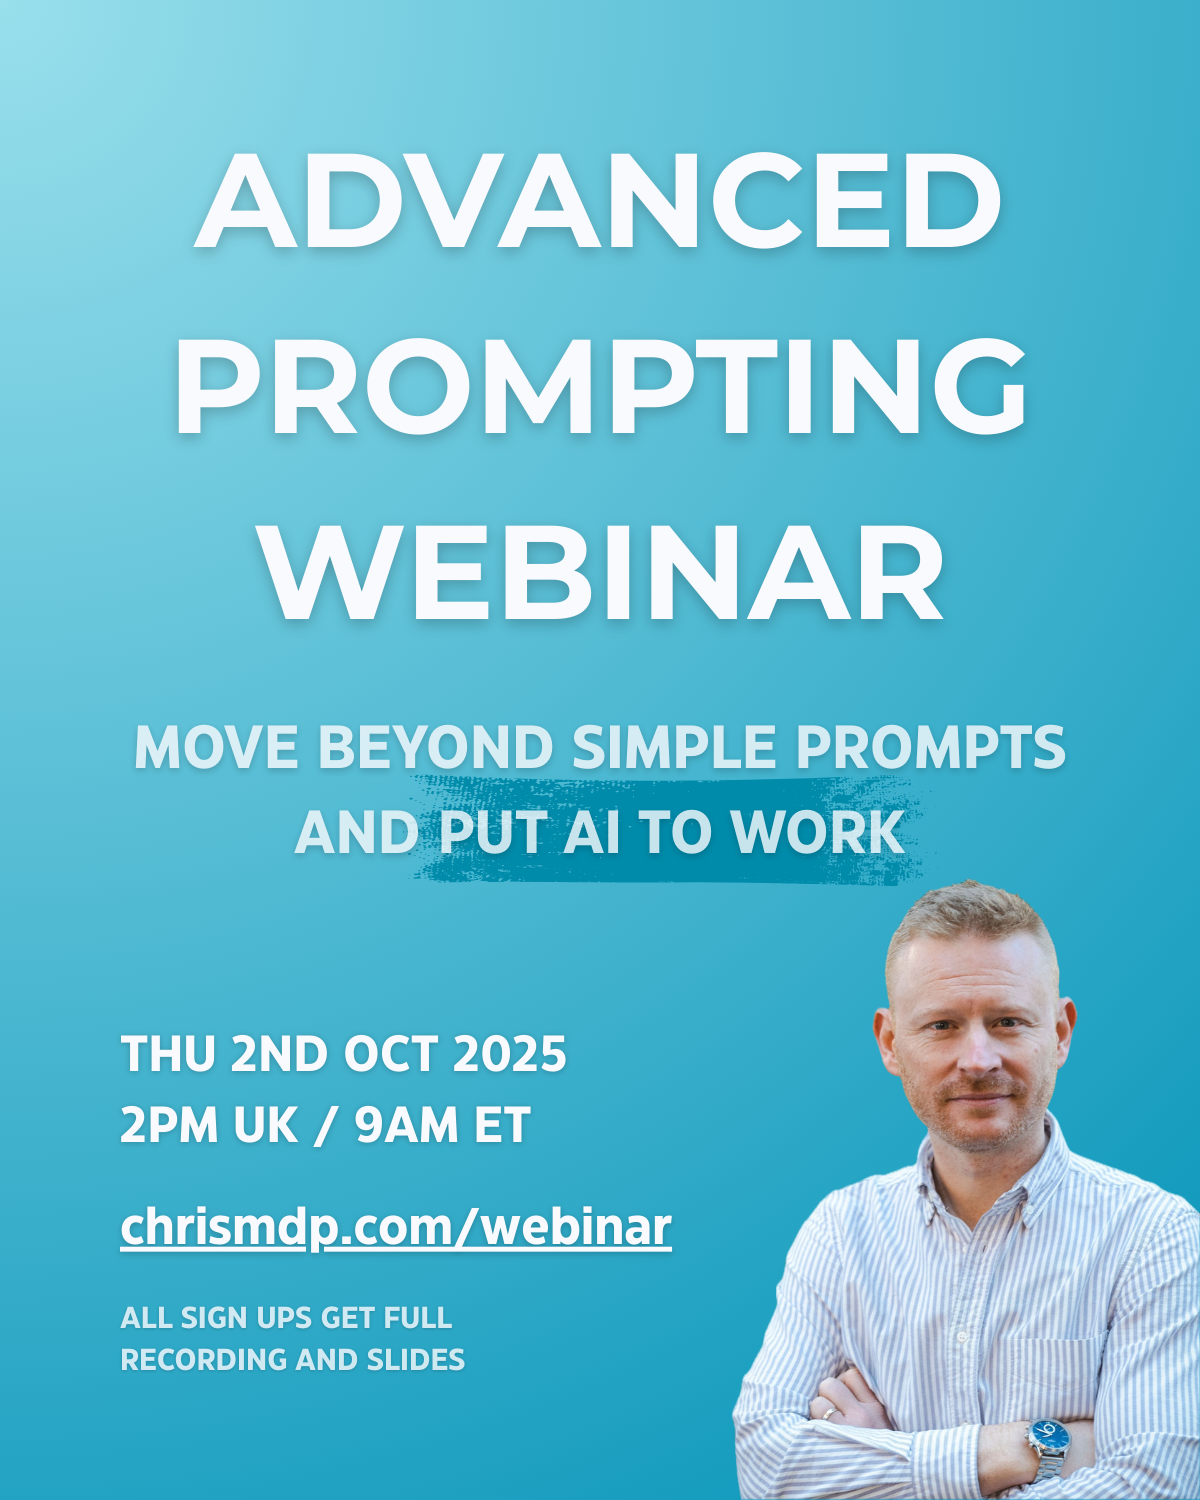 ADVANCED
PROMPTING
WEBINAR
MOVE BEYOND SIMPLE PROMPTS
AND PUT AI TO WORK
THU 2ND OCT 2025
2PM UK / 9AM ET
chrismdp.com/webinar
ALL SIGN UPS GET FULL
RECORDING AND SLIDES